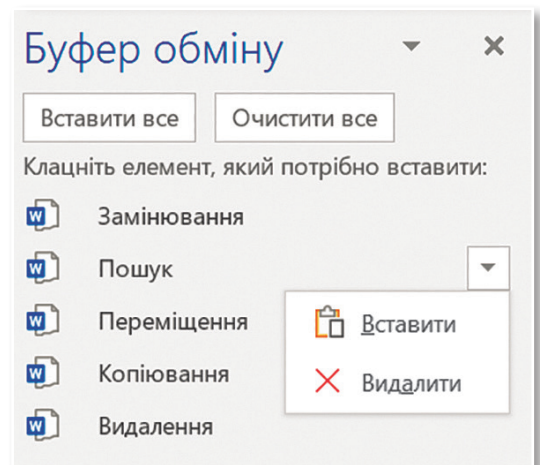 Буфер обміну
Вставити все Очистити все
Клацніть елемент, який потрібно вставити:
Замінювання
Пошук
Переміщення
Вставити
Копіювання
Видалити
Видалення